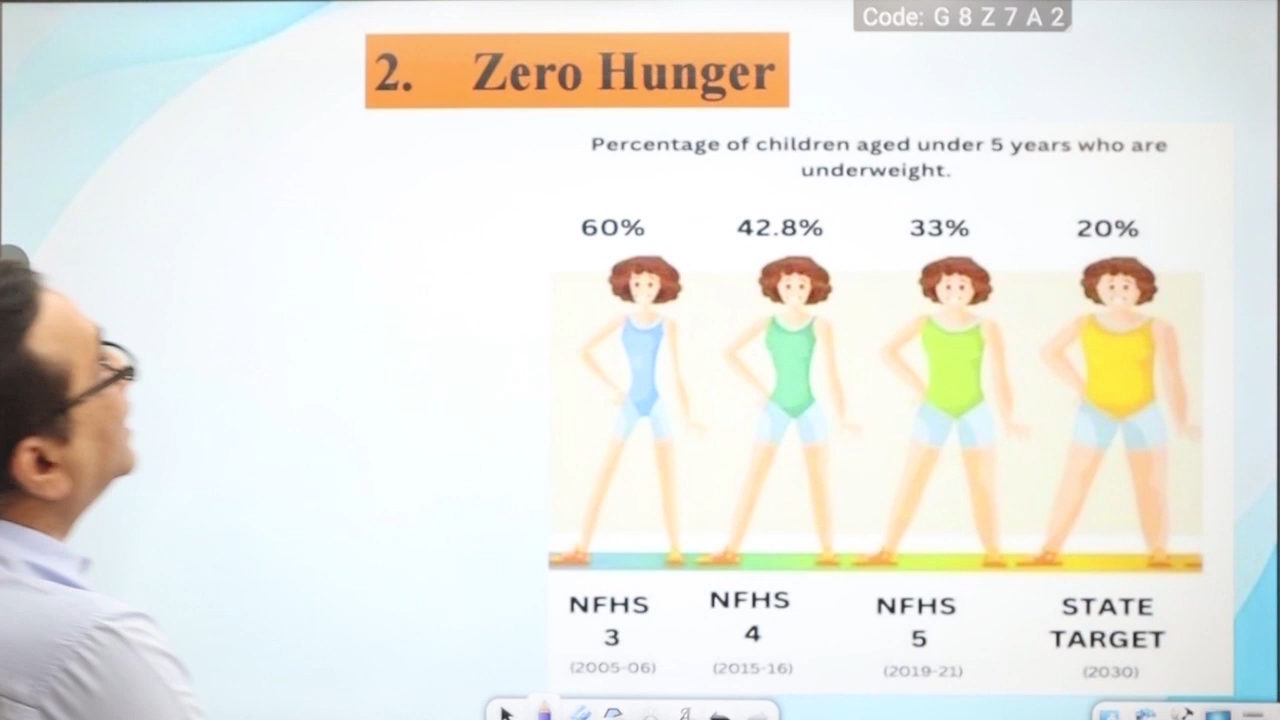 Code: G 8 Z 7 A 2
2. Zero Hunger
Percentage of children aged under 5 years who are
underweight.
60% 42.8% 33% 20%
NFHS NFHS NFHS STATE
3 4 5 TARGET
(2005-06) (2015-16) (2019-21) (2030)